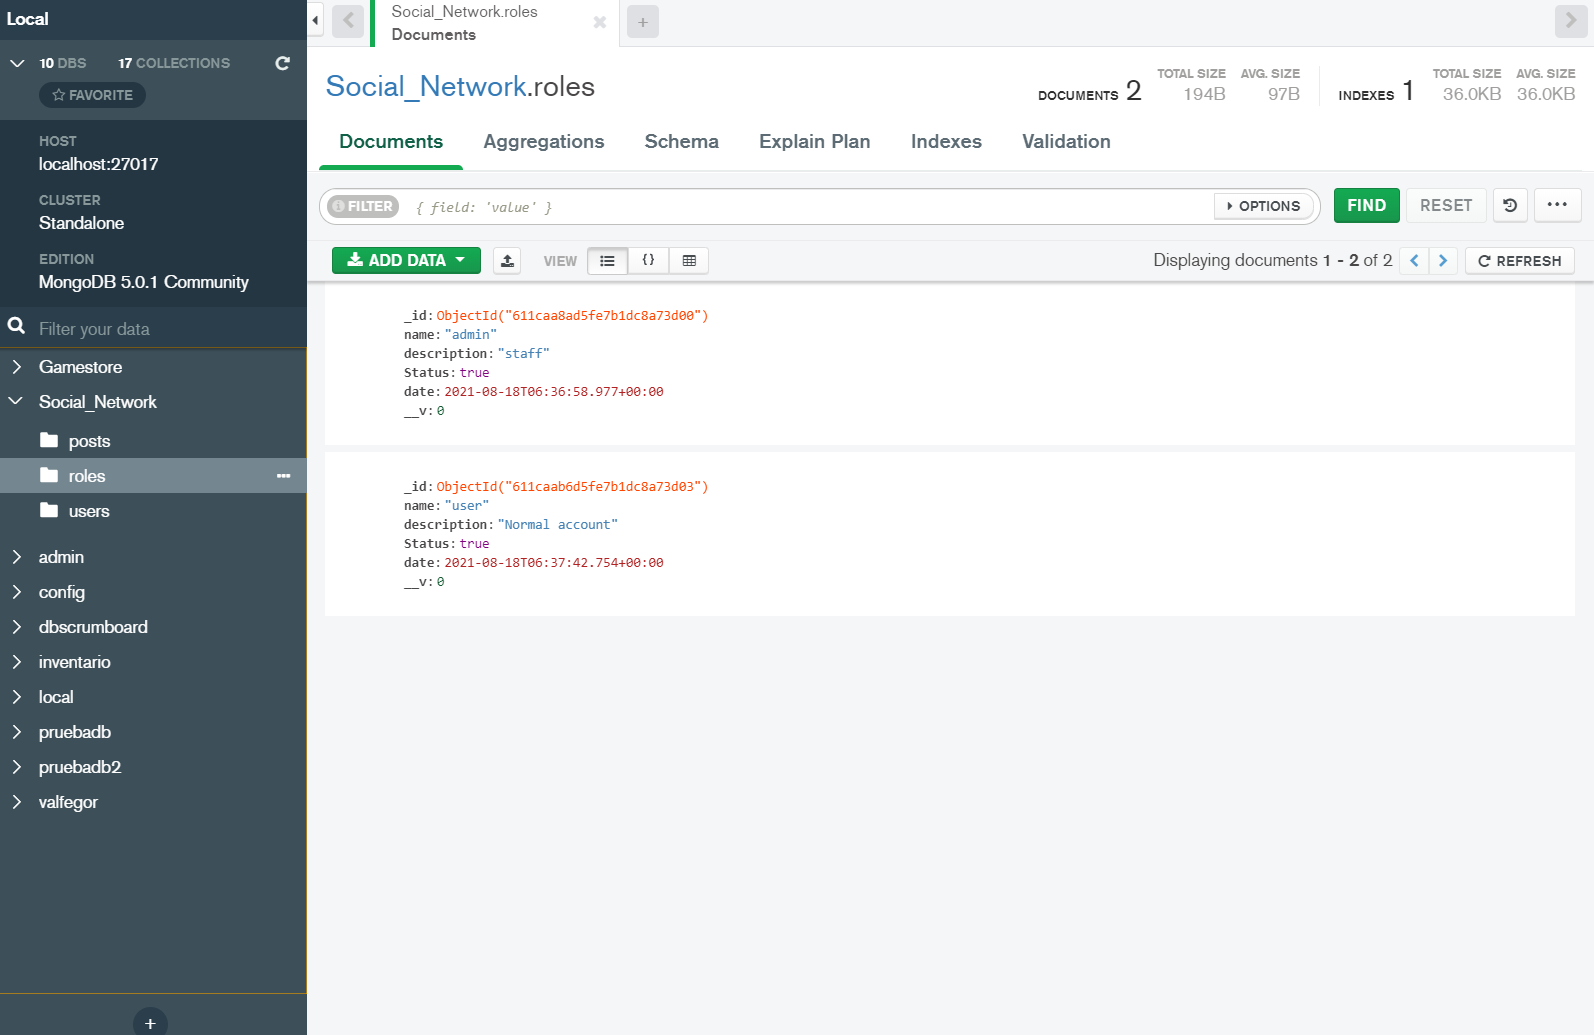 Local
10 DBS 17 COLLECTIONS
FAVORITE
HOST
localhost:27017
CLUSTER
Standalone
EDITION
MongoDB 5.0.1 Community
Filter your data
Gamestore
Social_Network
posts
roles
users
admin
config
dbscrumboard
inventario
local
pruebadb
pruebadb2
valfegor
+
Social_Network.roles
Documents
+
Social_Network.roles
DOCUMENTS 2
TOTAL SIZE
194B
AVG. SIZE
97B
INDEXES 1
TOTAL SIZE
36.0KB
AVG. SIZE
36.0KB
Documents Aggregations Schema Explain Plan Indexes Validation
FILTER { field: 'value' } OPTIONS FIND RESET
ADD DATA VIEW {} Displaying documents 1 - 2 of 2 REFRESH
_id: ObjectId("611caa8ad5fe7b1dc8a73d00")
name: "admin"
description: "staff"
Status: true
date: 2021-08-18T06:36:58.977+00:00
__v: 0
_id: ObjectId("611caab6d5fe7b1dc8a73d03")
name: "user"
description: "Normal account"
Status: true
date: 2021-08-18T06:37:42.754+00:00
__v: 0